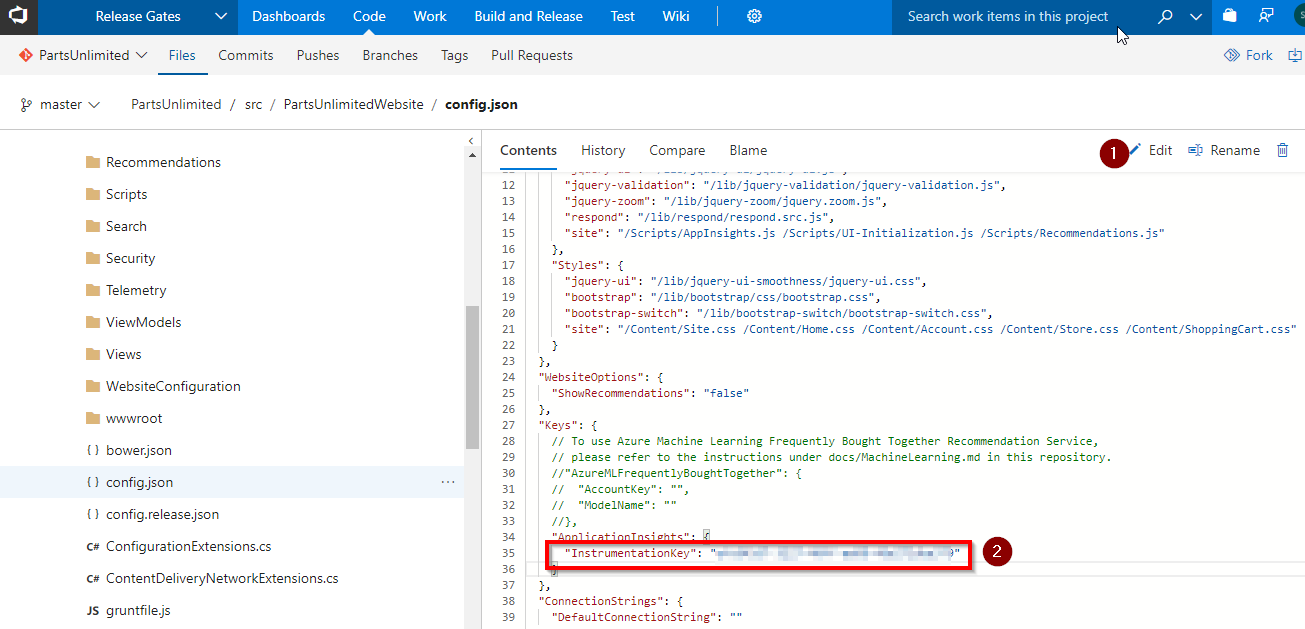 Release Gates Dashboards Code Work Build and Release Test Wiki Search work items in this project
PartsUnlimited Files Commits Pushes Branches Tags Pull Requests Fork
master PartsUnlimited / src / PartsUnlimitedWebsite / config.json
Recommendations
Scripts
Search
Security
Telemetry
ViewModels
Views
WebsiteConfiguration
wwwroot
{ } bower.json
{ } config.json ...
{ } config.release.json
C# ConfigurationExtensions.cs
C# ContentDeliveryNetworkExtensions.cs
JS gruntfile.js
Contents History Compare Blame 1 Edit Rename
12 "jquery-validation": "/lib/jquery-validation/jquery-validation.js",
13 "jquery-zoom": "/lib/jquery-zoom/jquery.zoom.js",
14 "respond": "/lib/respond/respond.src.js",
15 "site": "/Scripts/AppInsights.js /Scripts/UI-Initialization.js /Scripts/Recommendations.js"
16 },
17 "Styles": {
18 "jquery-ui": "/lib/jquery-ui-smoothness/jquery-ui.css",
19 "bootstrap": "/lib/bootstrap/css/bootstrap.css",
20 "bootstrap-switch": "/lib/bootstrap-switch/bootstrap-switch.css",
21 "site": "/Content/Site.css /Content/Home.css /Content/Account.css /Content/Store.css /Content/ShoppingCart.css"
22 }
23 },
24 "WebsiteOptions": {
25 "ShowRecommendations": "false"
26 },
27 "Keys": {
28 // To use Azure Machine Learning Frequently Bought Together Recommendation Service,
29 // please refer to the instructions under docs/MachineLearning.md in this repository.
30 //"AzureMLFrequentlyBoughtTogether": {
31 // "AccountKey": "",
32 // "ModelName": ""
33 //},
34 "ApplicationInsights": {
35 "InstrumentationKey": " " 2
36 }
37 },
38 "ConnectionStrings": {
39 "DefaultConnectionString": ""